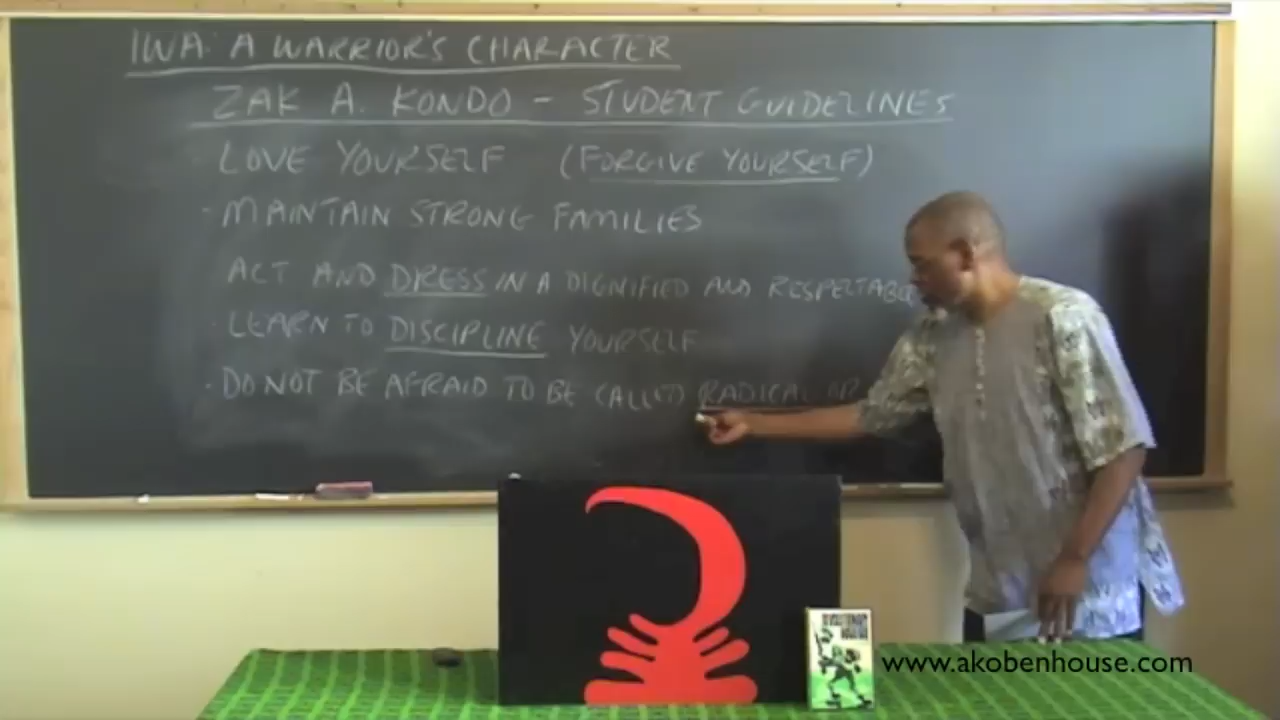 IWA: A WARRIOR'S CHARACTER
ZAK A. KONDO - STUDENT GUIDELINES
LOVE YOURSELF (FORGIVE YOURSELF)
· MAINTAIN STRONG FAMILIES
ACT AND DRESS IN A DIGNIFIED AND RESPECTABLE
· LEARN TO DISCIPLINE YOURSELF
· DO NOT BE AFRAID TO BE CALLED RADICAL OR
www.akobenhouse.com